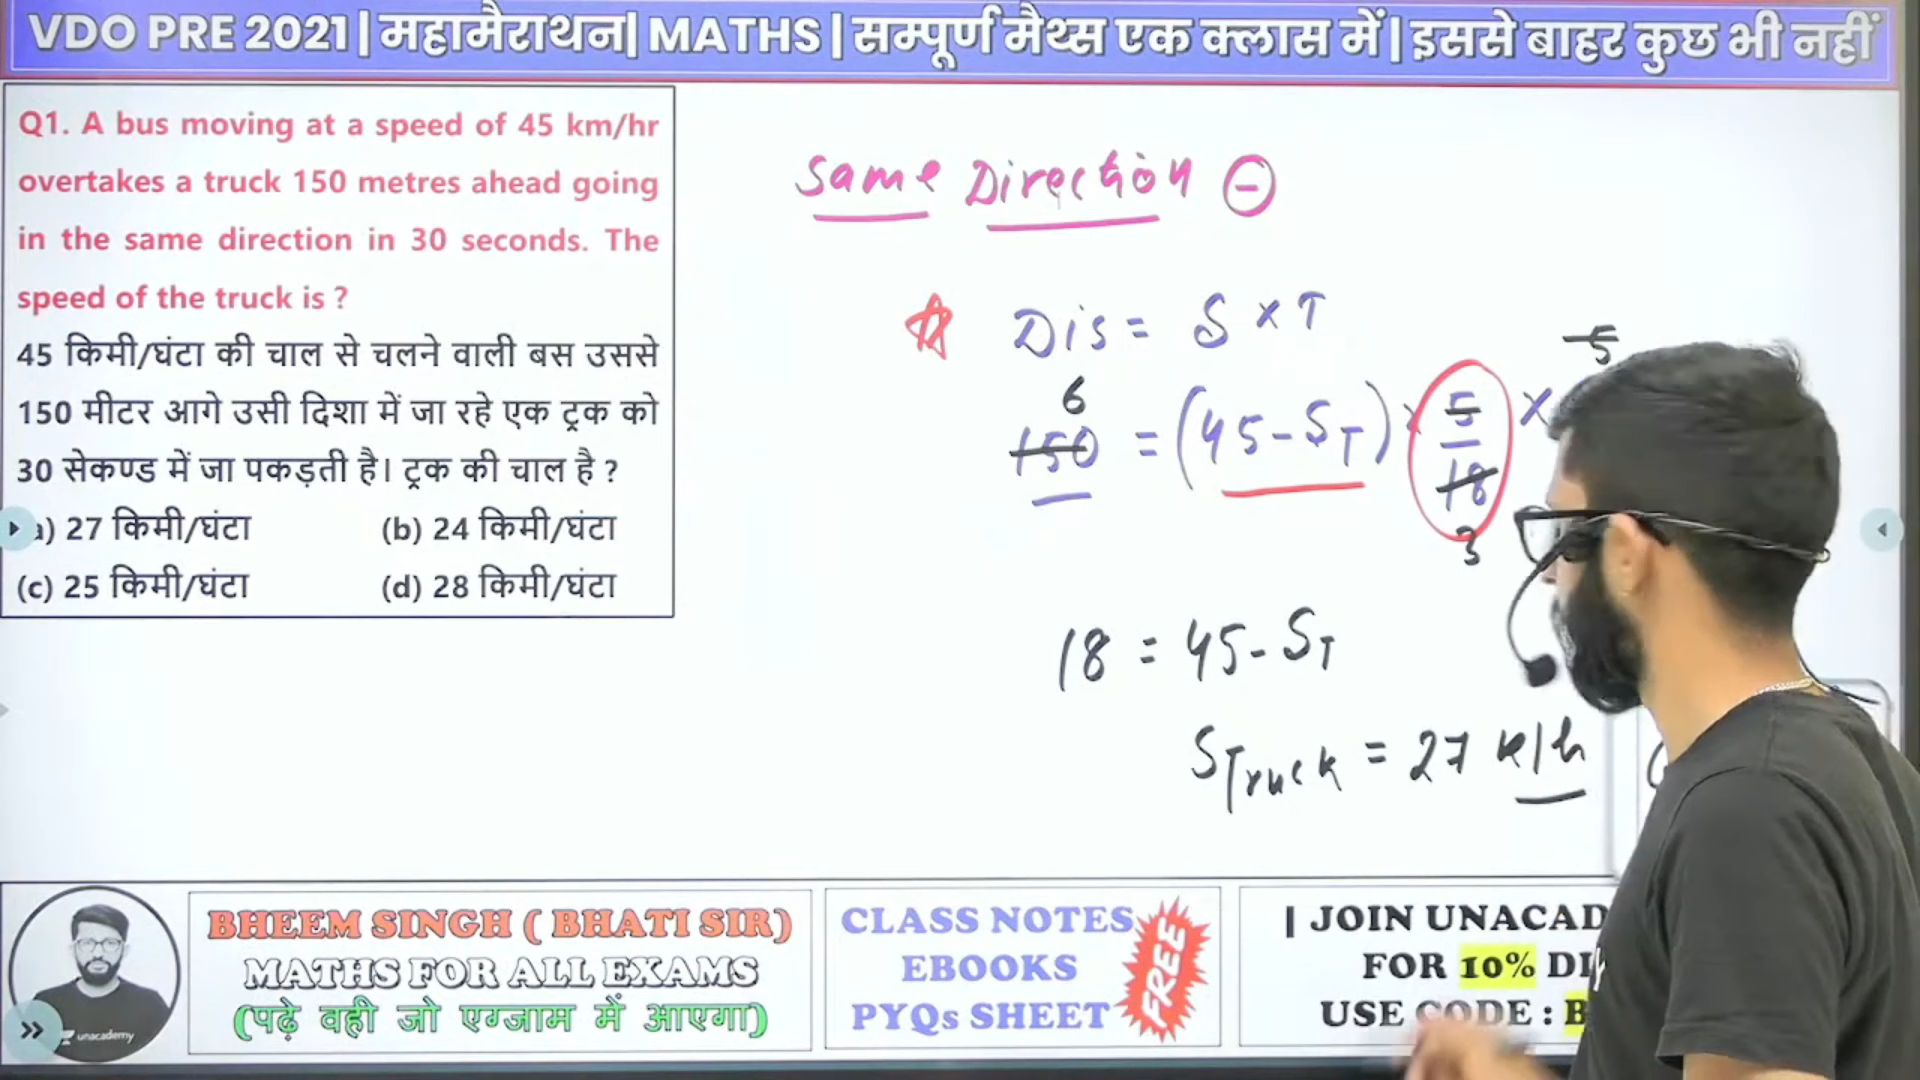 VDO PRE 2021 | महामैराथन| MATHS | सम्पूर्ण मैथ्स एक क्लास में | इससे बाहर कुछ भी नहीं
Q1. A bus moving at a speed of 45 km/hr
overtakes a truck 150 metres ahead going
in the same direction in 30 seconds. The
speed of the truck is ?
45 किमी/घंटा की चाल से चलने वाली बस उससे
150 मीटर आगे उसी दिशा में जा रहे एक ट्रक को
30 सेकण्ड में जा पकड़ती है। ट्रक की चाल है ?
a) 27 किमी/घंटा (b) 24 किमी/घंटा
(c) 25 किमी/घंटा (d) 28 किमी/घंटा
Same Direction ⊖
Dis = S × T
6 5
150 = (45 - ST) × 5/18 ×
3
18 = 45 - ST
STruck = 27 k/h
BHEEM SINGH ( BHATI SIR)
MATHS FOR ALL EXAMS
(पढ़े वही जो एग्जाम में आएगा)
unacademy
CLASS NOTES
EBOOKS
PYQs SHEET
FREE
| JOIN UNACAD
FOR 10% DI
USE CODE : B